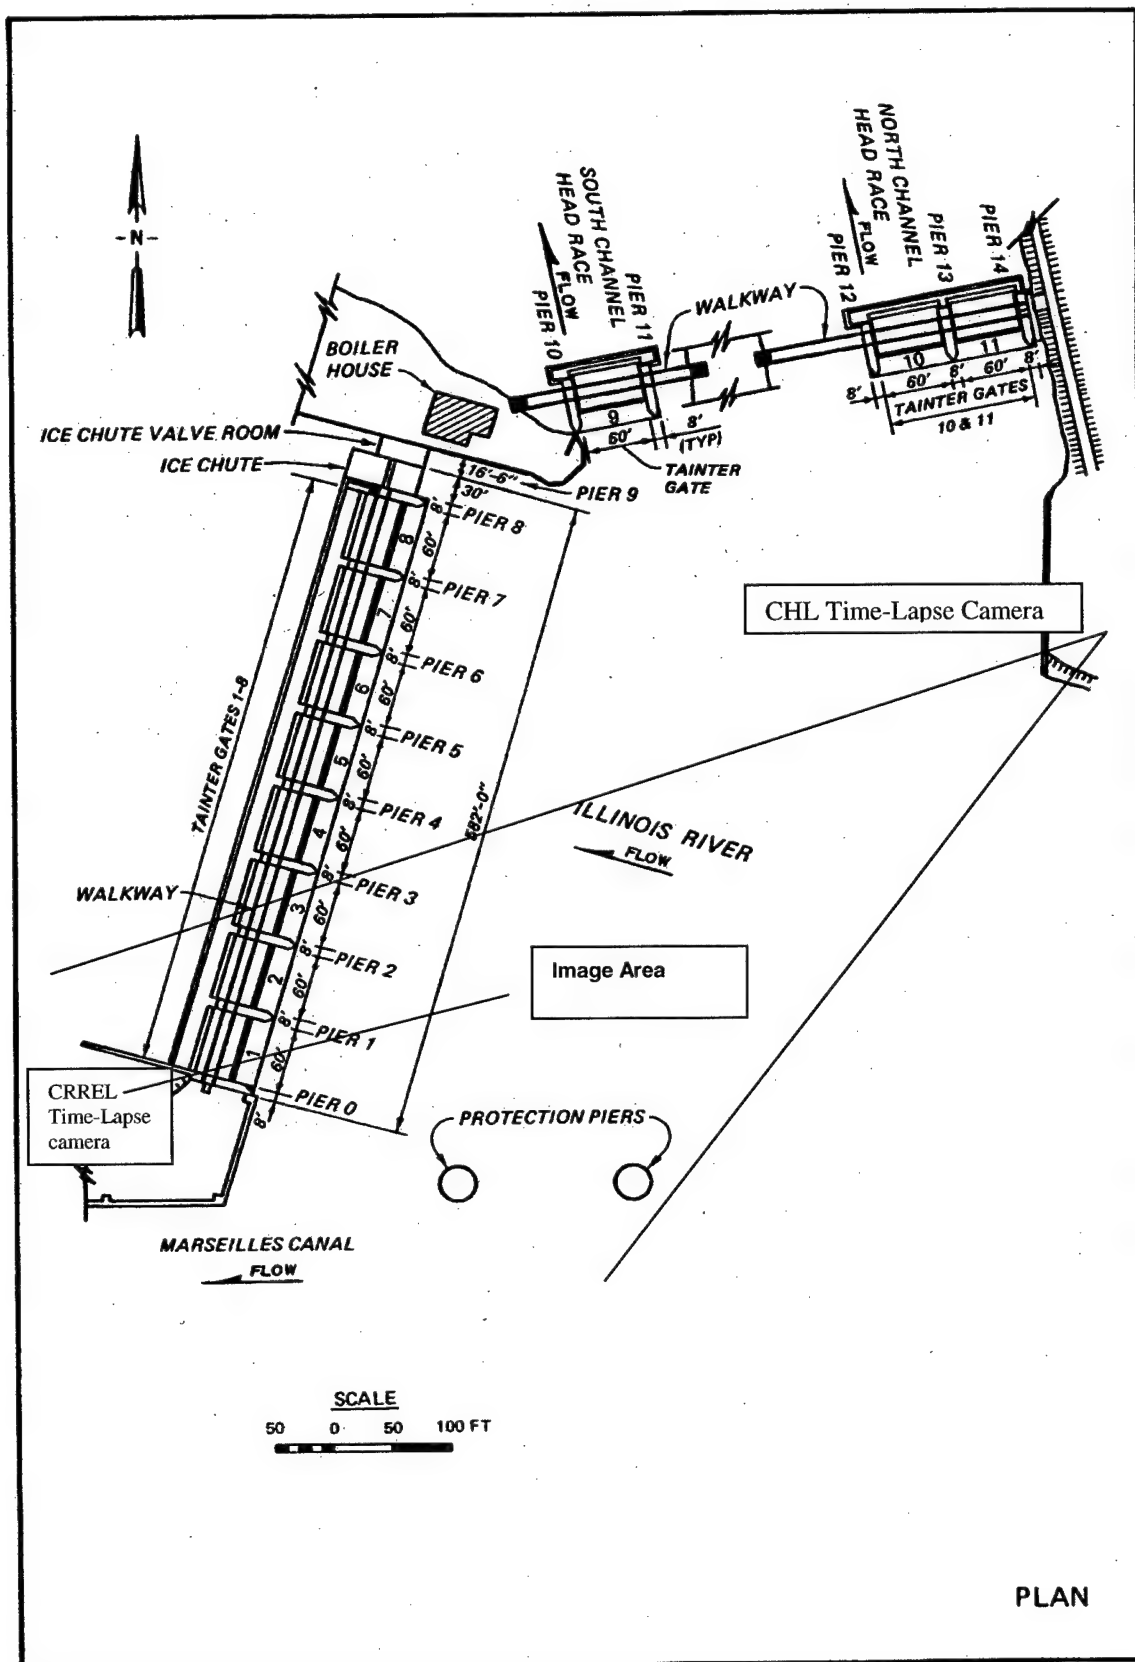 NORTH CHANNEL
HEAD RACE
FLOW
PIER 12
PIER 13
PIER 14
SOUTH CHANNEL
HEAD RACE
FLOW
PIER 10
PIER 11
-N-
WALKWAY
10
11
8'
60'
8'
60'
8'
TAINTER GATES
10 & 11
BOILER
HOUSE
9
60'
8'
(TYP)
TAINTER
GATE
ICE CHUTE VALVE ROOM
ICE CHUTE
16'-6"
PIER 9
30'
8'
PIER 8
8
60'
8'
PIER 7
7
60'
8'
PIER 6
6
60'
8'
PIER 5
5
60'
8'
PIER 4
4
60'
8'
PIER 3
3
60'
8'
PIER 2
2
60'
8'
PIER 1
1
60'
PIER 0
8'
TAINTER GATES 1-8
WALKWAY
CHL Time-Lapse Camera
ILLINOIS RIVER
FLOW
Image Area
CRREL
Time-Lapse
camera
PROTECTION PIERS
MARSEILLES CANAL
FLOW
SCALE
50 0 50 100 FT
PLAN